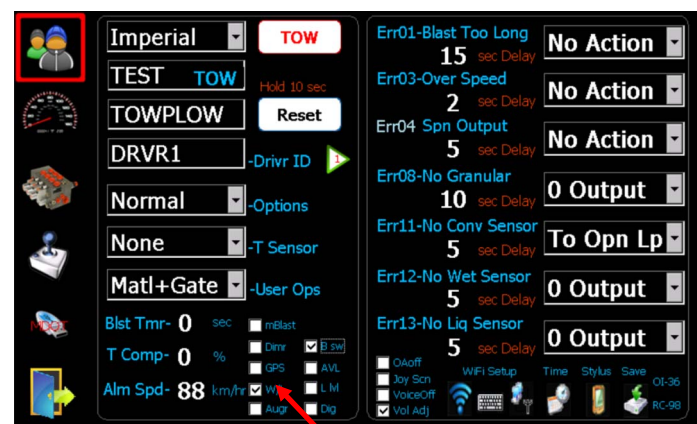 Imperial
TOW
TEST TOW
Hold 10 sec
TOWPLOW
Reset
DRVR1
-Drivr ID
1
Normal
-Options
None
-T Sensor
Matl+Gate
-User Ops
Blst Tmr- 0 sec
mBlast
T Comp- 0 %
Dimr
B sw
GPS
AVL
Alm Spd- 88 km/hr
L lvl
Augr
Dig
MDOT
Err01-Blast Too Long
15 sec Delay
No Action
Err03-Over Speed
2 sec Delay
No Action
Err04 Spn Output
5 sec Delay
No Action
Err08-No Granular
10 sec Delay
0 Output
Err11-No Conv Sensor
5 sec Delay
To Opn Lp
Err12-No Wet Sensor
5 sec Delay
0 Output
Err13-No Liq Sensor
5 sec Delay
0 Output
OAoff
Joy Scn
VoiceOff
Vol Adj
WiFi Setup
Time
Stylus
Save
OI-36
RC-98